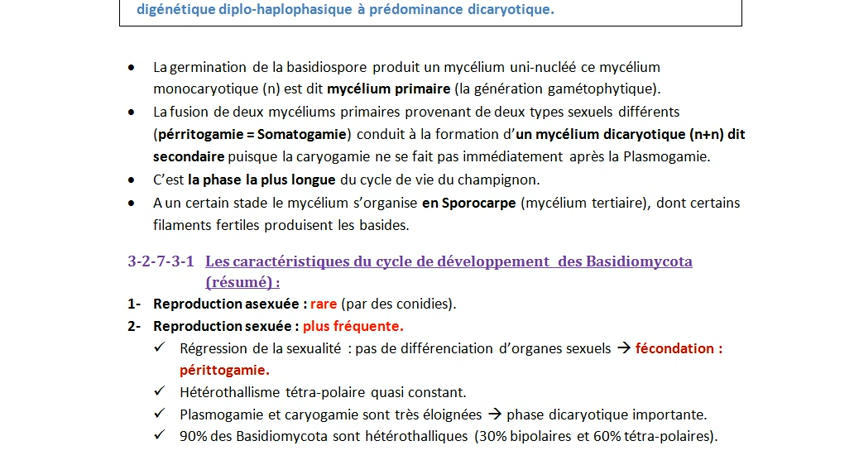 digénétique diplo-haplophasique à prédominance dicaryotique.
• La germination de la basidiospore produit un mycélium uni-nucléé ce mycélium
monocaryotique (n) est dit mycélium primaire (la génération gamétophytique).
• La fusion de deux mycéliums primaires provenant de deux types sexuels différents
(pérritogamie = Somatogamie) conduit à la formation d’un mycélium dicaryotique (n+n) dit
secondaire puisque la caryogamie ne se fait pas immédiatement après la Plasmogamie.
• C’est la phase la plus longue du cycle de vie du champignon.
• A un certain stade le mycélium s’organise en Sporocarpe (mycélium tertiaire), dont certains
filaments fertiles produisent les basides.
3-2-7-3-1 Les caractéristiques du cycle de développement des Basidiomycota
(résumé) :
1- Reproduction asexuée : rare (par des conidies).
2- Reproduction sexuée : plus fréquente.
✓ Régression de la sexualité : pas de différenciation d’organes sexuels → fécondation :
périttogamie.
✓ Hétérothallisme tétra-polaire quasi constant.
✓ Plasmogamie et caryogamie sont très éloignées → phase dicaryotique importante.
✓ 90% des Basidiomycota sont hétérothalliques (30% bipolaires et 60% tétra-polaires).